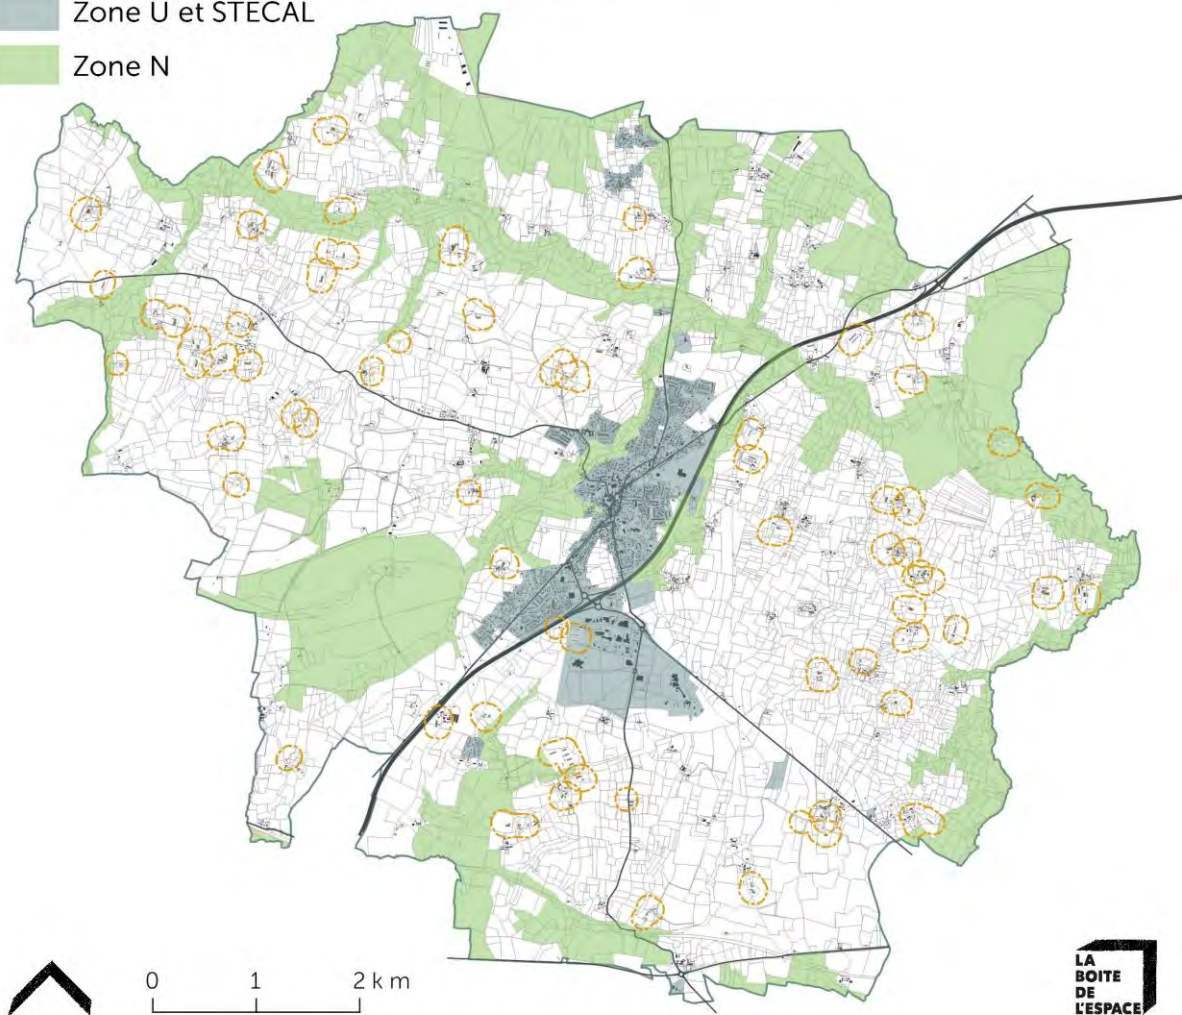 Zone U et STECAL
Zone N
0 1 2 km
LA
BOITE
DE
L'ESPACE